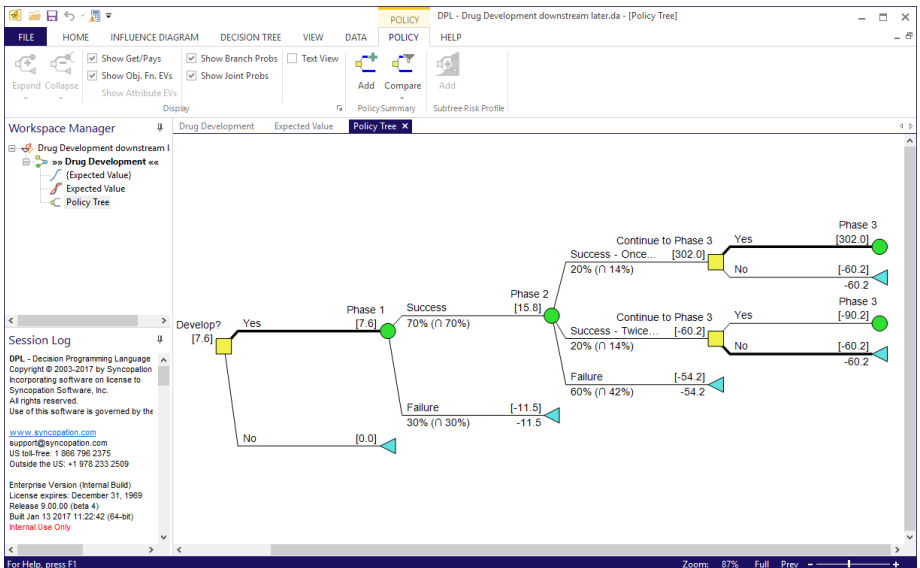 DPL - Drug Development downstream later.da - [Policy Tree]
POLICY
FILE HOME INFLUENCE DIAGRAM DECISION TREE VIEW DATA POLICY HELP
Expand Collapse
Show Get/Pays
Show Obj. Fn. EVs
Show Attribute EVs
Show Branch Probs
Show Joint Probs
Text View
Display
Add Compare
Policy Summary
Add
Subtree Risk Profile
Workspace Manager
Drug Development downstream l
»» Drug Development ««
{Expected Value}
Expected Value
Policy Tree
Session Log
DPL - Decision Programming Language
Copyright © 2003-2017 by Syncopation
Incorporating software on license to
Syncopation Software, Inc.
All rights reserved.
Use of this software is governed by the
www.syncopation.com
support@syncopation.com
US toll-free: 1 866 796 2375
Outside the US: +1 978 233 2509
Enterprise Version (Internal Build)
License expires: December 31, 1969
Release 9.00.00 (beta 4)
Built Jan 13 2017 11:22:42 (64-bit)
Internal Use Only
Drug Development Expected Value Policy Tree
Develop?
[7.6]
Yes
No
[0.0]
Phase 1
[7.6]
Success
70% (∩ 70%)
Failure
30% (∩ 30%)
[-11.5]
-11.5
Phase 2
[15.8]
Continue to Phase 3
Success - Once... [302.0]
20% (∩ 14%)
Yes
Phase 3
[302.0]
No
[-60.2]
-60.2
Continue to Phase 3
Success - Twice... [-60.2]
20% (∩ 14%)
Yes
Phase 3
[-90.2]
No
[-60.2]
-60.2
Failure
60% (∩ 42%)
[-54.2]
-54.2
For Help, press F1
Zoom: 87% Full Prev